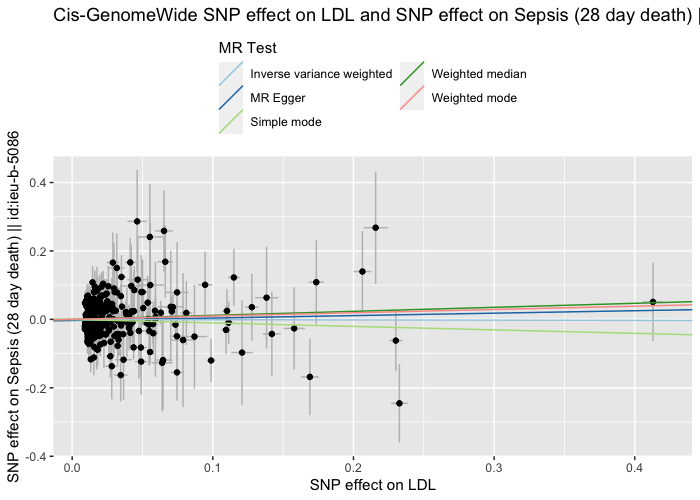 Cis-GenomeWide SNP effect on LDL and SNP effect on Sepsis (28 day death) |
MR Test
Inverse variance weighted
Weighted median
MR Egger
Weighted mode
Simple mode
SNP effect on Sepsis (28 day death) || id:ieu-b-5086
0.4
0.2
0.0
-0.2
-0.4
0.0
0.1
0.2
0.3
0.4
SNP effect on LDL